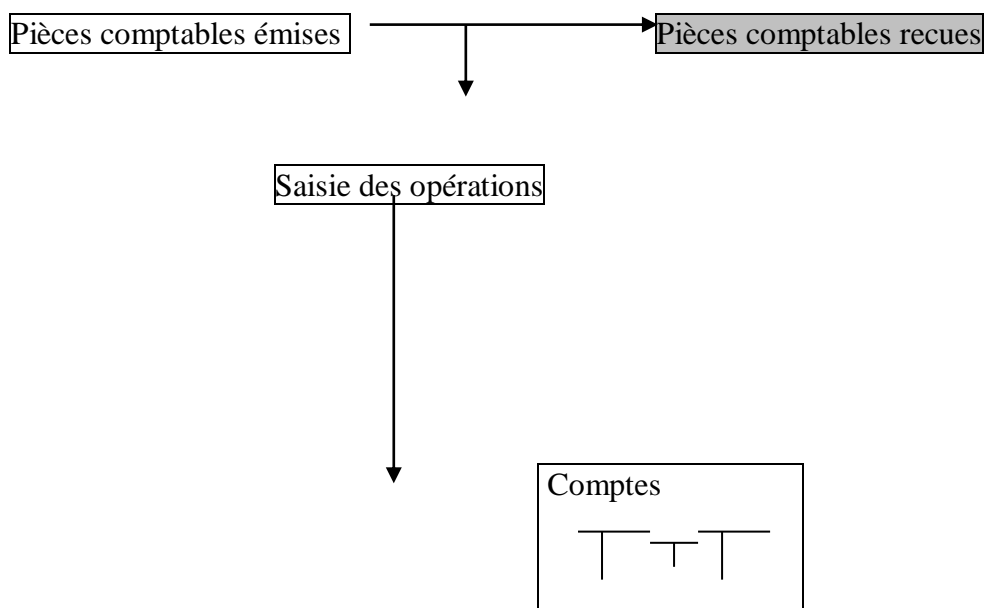 Pièces comptables émises
Pièces comptables recues
Saisie des opérations
Comptes